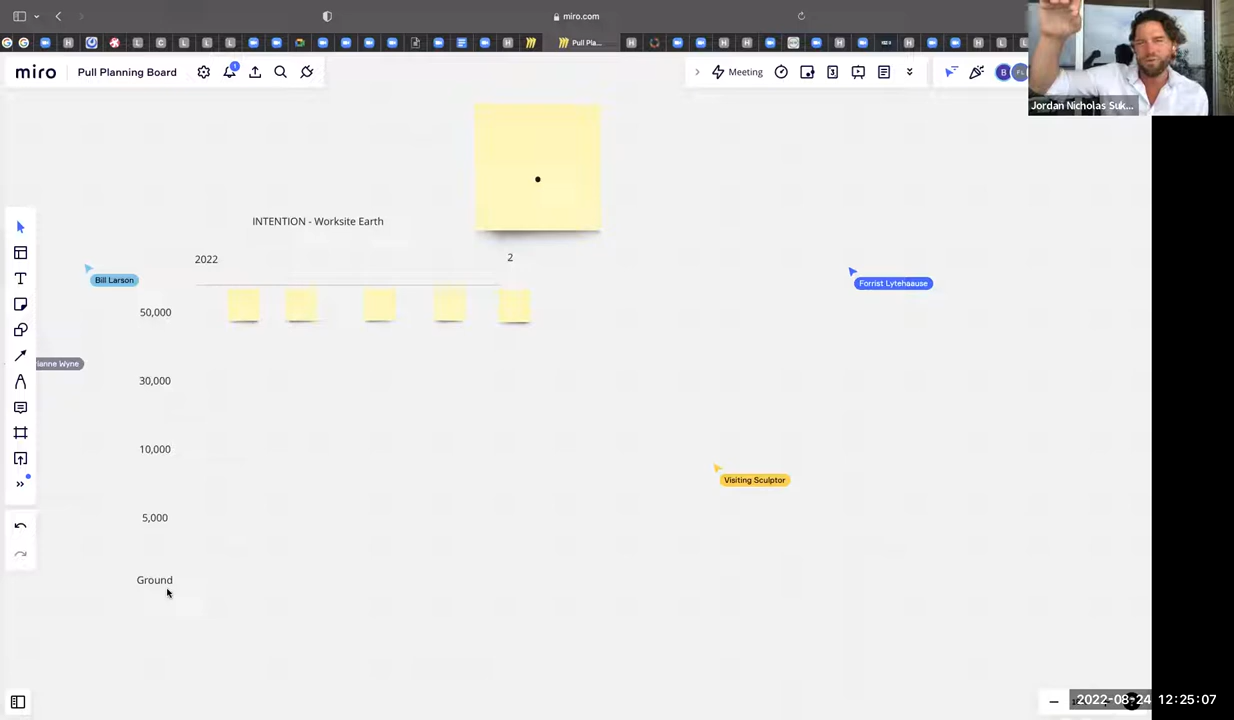 miro.com
Pull Pla...
miro
Pull Planning Board
1
Meeting
3
B
Jordan Nicholas Suk...
INTENTION - Worksite Earth
2022
2
Bill Larson
Forrist Lytehaause
50,000
ianne Wyne
30,000
10,000
Visiting Sculptor
5,000
Ground
2022-08-24 12:25:07